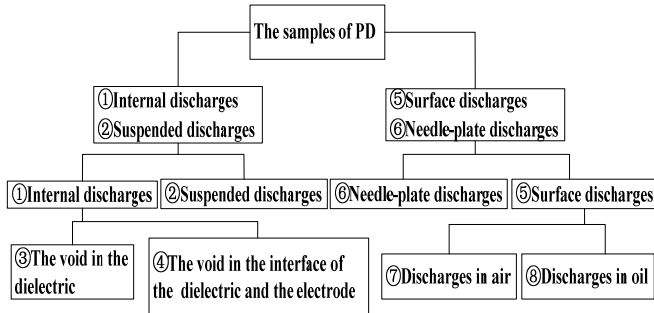 The samples of PD
①Internal discharges
②Suspended discharges
⑤Surface discharges
⑥Needle-plate discharges
①Internal discharges
②Suspended discharges
⑥Needle-plate discharges
⑤Surface discharges
③The void in the
dielectric
④The void in the interface of
the dielectric and the electrode
⑦Discharges in air
⑧Discharges in oil